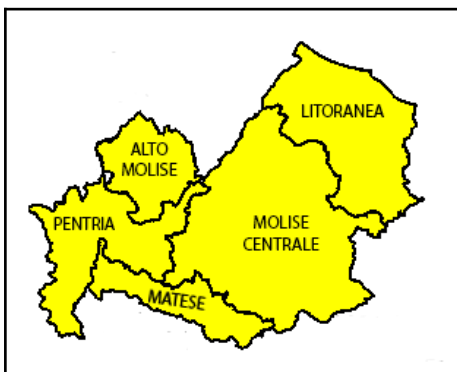 LITORANEA
ALTO
MOLISE
PENTRIA
MOLISE
CENTRALE
MATESE